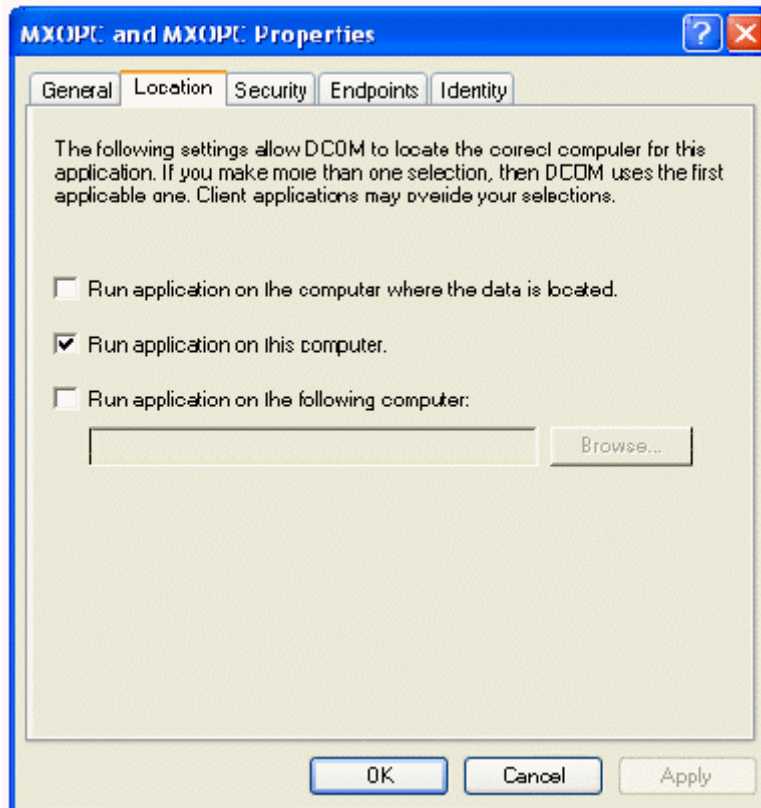 MXOPC and MXOPC Properties
General Location Security Endpoints Identity
The following settings allow DCOM to locate the correct computer for this
application. If you make more than one selection, then DCOM uses the first
applicable one. Client applications may override your selections.
Run application on the computer where the data is located.
Run application on this computer.
Run application on the following computer:
Browse...
OK Cancel Apply